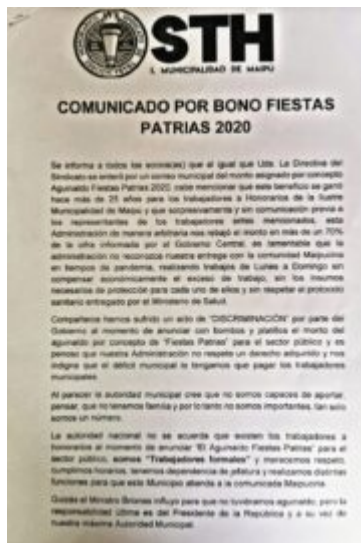 STH
I. MUNICIPALIDAD DE MAIPU
COMUNICADO POR BONO FIESTAS
PATRIAS 2020
Se informa a todos los socios(as) que al igual que Uds. La Directiva del
Sindicato se enteró por un correo municipal del monto asignado por concepto
Aguinaldo Fiestas Patrias 2020, cabe mencionar que este beneficio se ganó
hace más de 25 años para los trabajadores a Honorarios de la Ilustre
Municipalidad de Maipú y que sorpresivamente y sin comunicación previa a
los representantes de los trabajadores antes mencionados, esta
Administración de manera arbitraria nos rebajó el monto en más de un 70%
de la cifra informada por el Gobierno Central, es lamentable que la
administración no reconozca nuestra entrega con la comunidad Maipucina
en tiempos de pandemia, realizando trabajos de Lunes a Domingo sin
compensar económicamente el exceso de trabajo, sin los insumos
necesarios de protección para cada uno de ellos y sin respetar el protocolo
sanitario entregado por el Ministerio de Salud.
Compañeros hemos sufrido un acto de "DISCRIMINACIÓN" por parte del
Gobierno al momento de anunciar con bombos y platillos el monto del
aguinaldo por concepto de "Fiestas Patrias" para el sector público y es
penoso que nuestra Administración no respete un derecho adquirido y nos
indigna que el déficit municipal lo tengamos que pagar los trabajadores
municipales.
Al parecer la autoridad municipal cree que no somos capaces de aportar,
pensar, que no tenemos familia y por lo tanto no somos importantes, tan solo
somos un número.
La autoridad nacional no se acuerda que existen los trabajadores a
honorarios al momento de anunciar "El Aguinaldo Fiestas Patrias" para el
sector público, somos "Trabajadores formales" y merecemos respeto,
cumplimos horarios, tenemos dependencia de jefatura y realizamos distintas
funciones para que este Municipio atienda a la comunidad Maipucina.
Quizás el Ministro Briones influyó para que no tuviéramos aguinaldo, pero la
responsabilidad última es del Presidente de la República y a su vez de
nuestra máxima Autoridad Municipal.